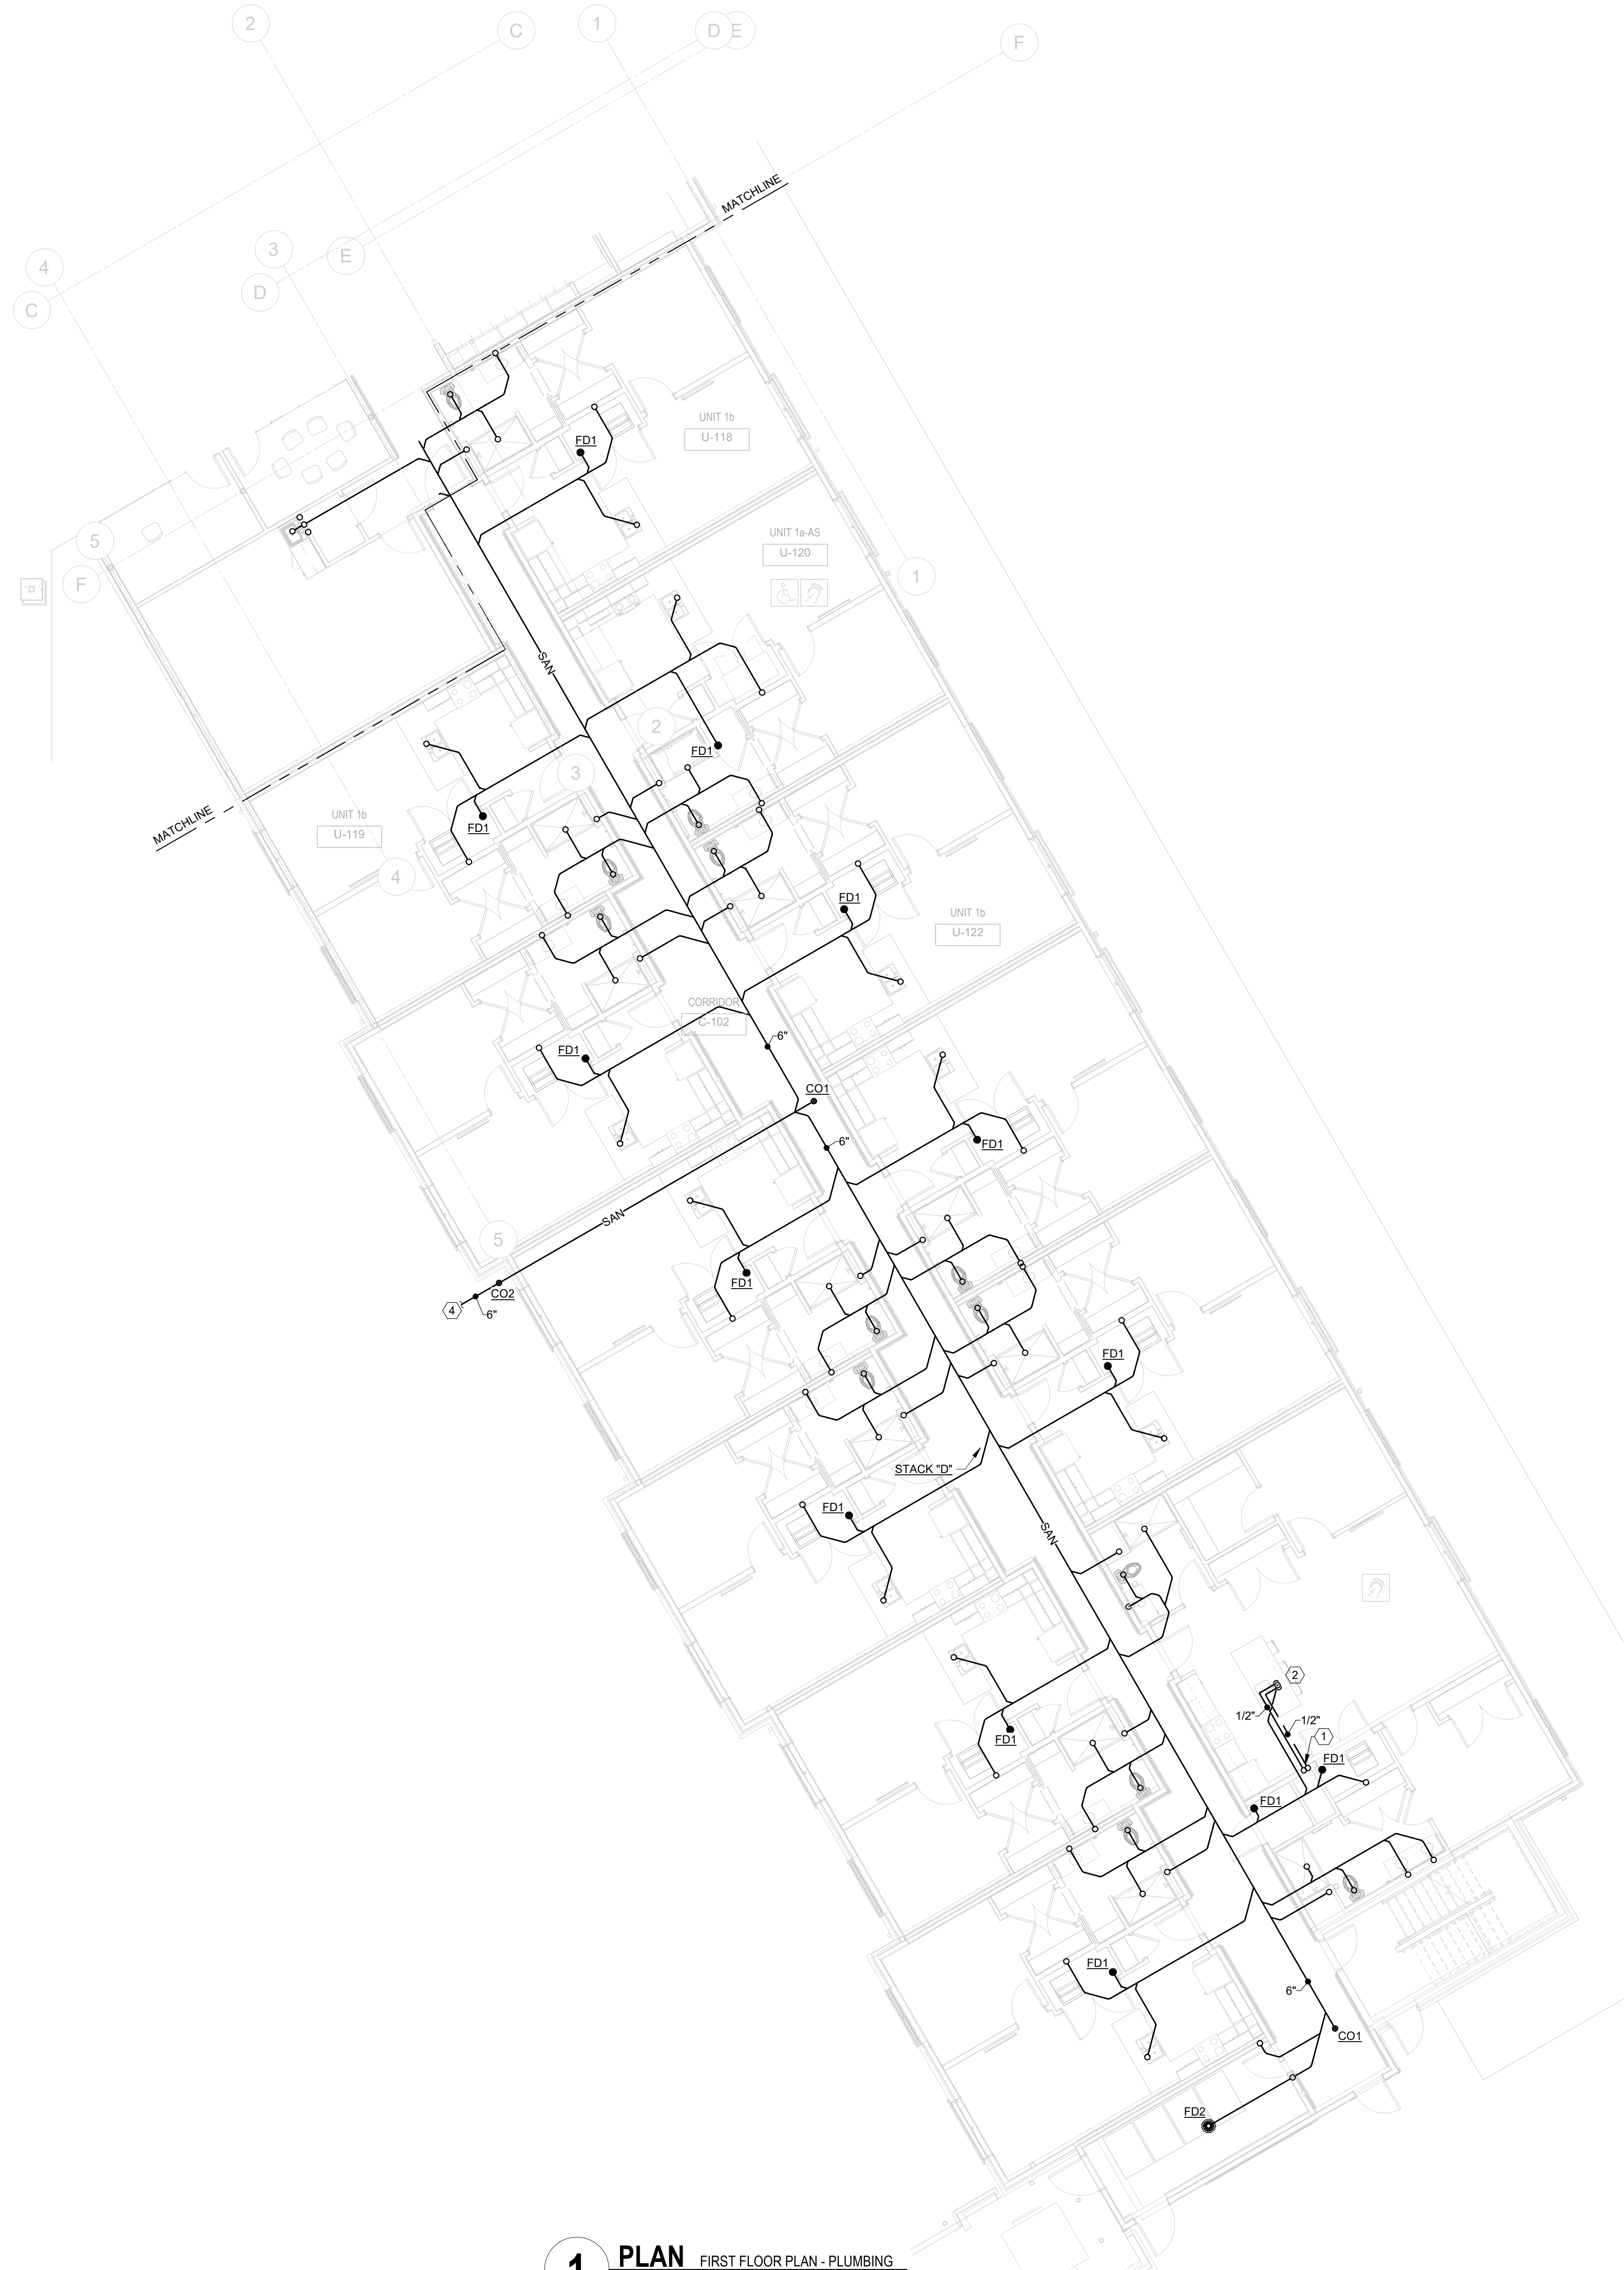 2
C
1
D
E
F
MATCHLINE
3
E
4
D
C
UNIT 1b
U-118
FD1
UNIT 1a-AS
U-120
5
F
1
SAN
2
FD1
3
MATCHLINE
UNIT 1b
U-119
FD1
4
FD1
UNIT 1b
U-122
CORRIDOR
C-102
6"
FD1
CO1
6"
FD1
SAN
5
FD1
CO2
4
6"
FD1
STACK "D"
FD1
SAN
2
1/2"
1/2"
1
FD1
FD1
FD1
FD1
6"
CO1
FD2
1
PLAN FIRST FLOOR PLAN - PLUMBING